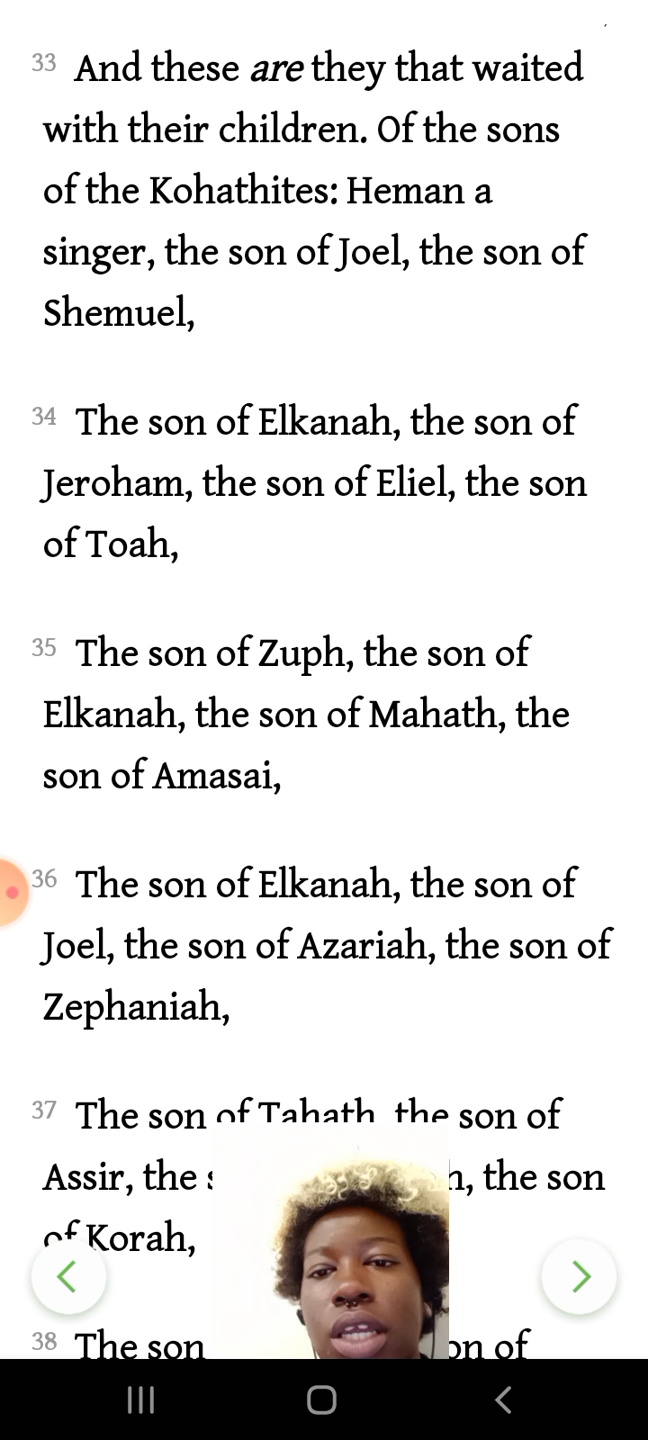 33 And these are they that waited
with their children. Of the sons
of the Kohathites: Heman a
singer, the son of Joel, the son of
Shemuel,
34 The son of Elkanah, the son of
Jeroham, the son of Eliel, the son
of Toah,
35 The son of Zuph, the son of
Elkanah, the son of Mahath, the
son of Amasai,
36 The son of Elkanah, the son of
Joel, the son of Azariah, the son of
Zephaniah,
37 The son of Tahath, the son of
Assir, the the son
of Korah,
38 The son of